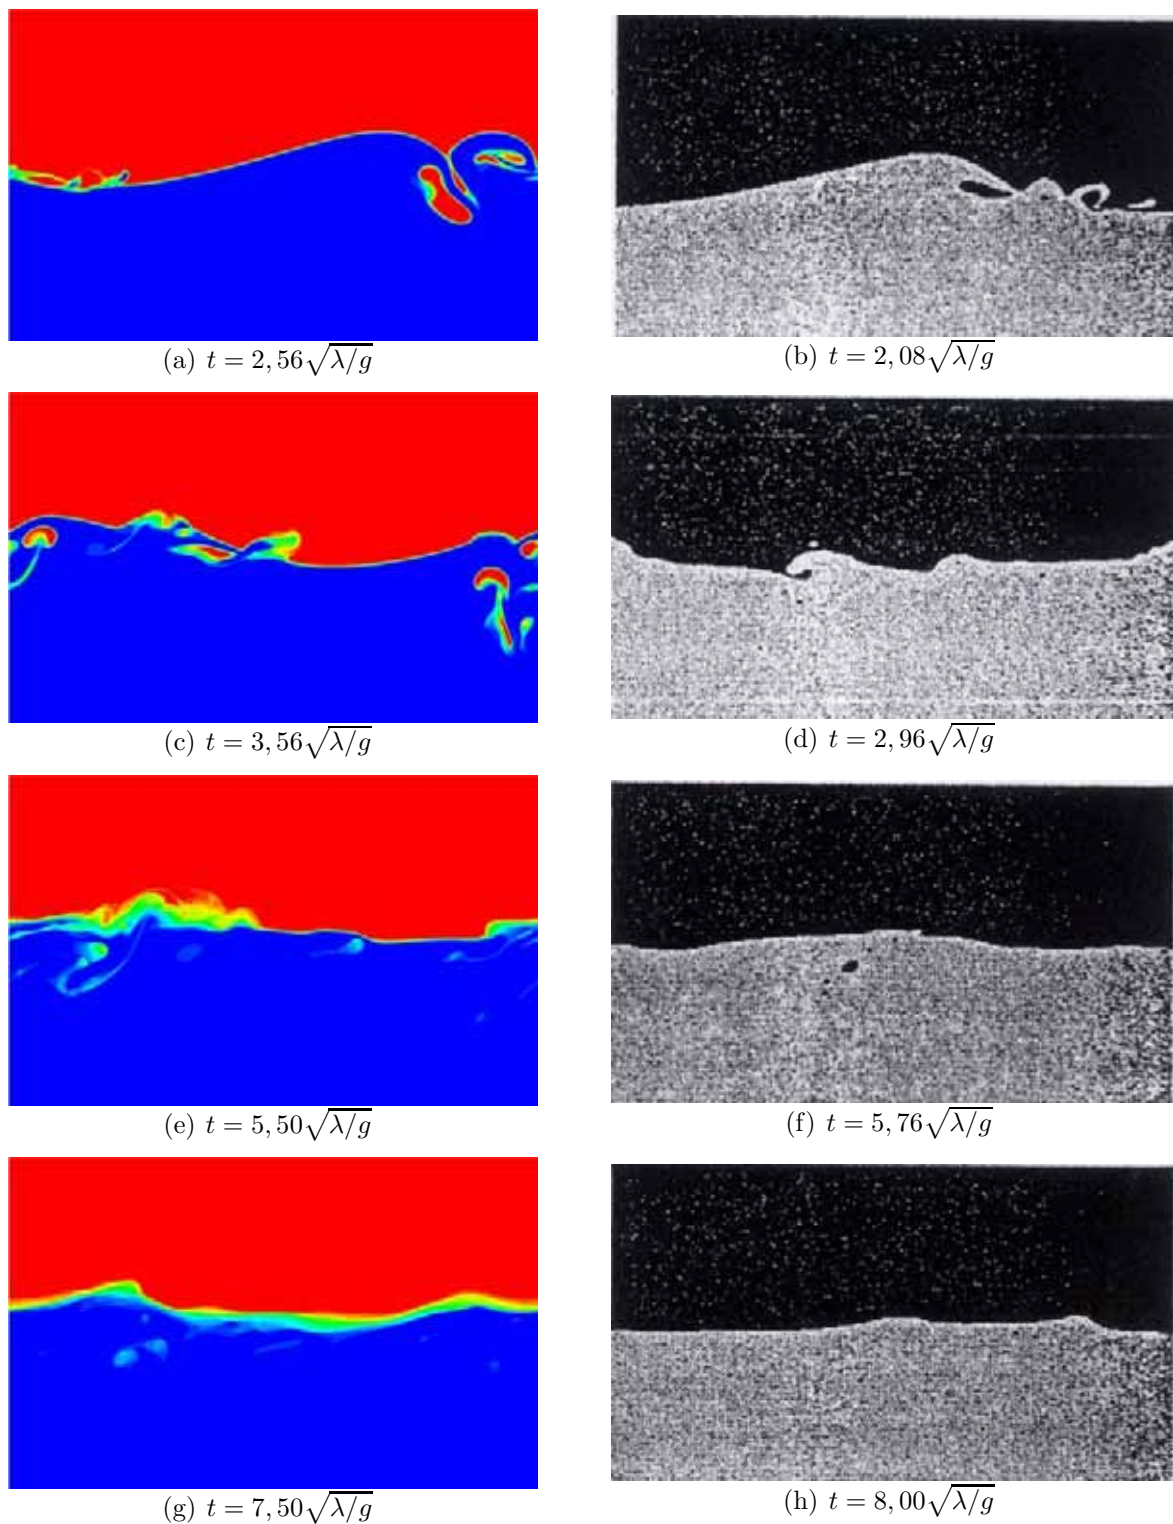 (a) t = 2, 56√λ/g
(b) t = 2, 08√λ/g
(c) t = 3, 56√λ/g
(d) t = 2, 96√λ/g
(e) t = 5, 50√λ/g
(f) t = 5, 76√λ/g
(g) t = 7, 50√λ/g
(h) t = 8, 00√λ/g